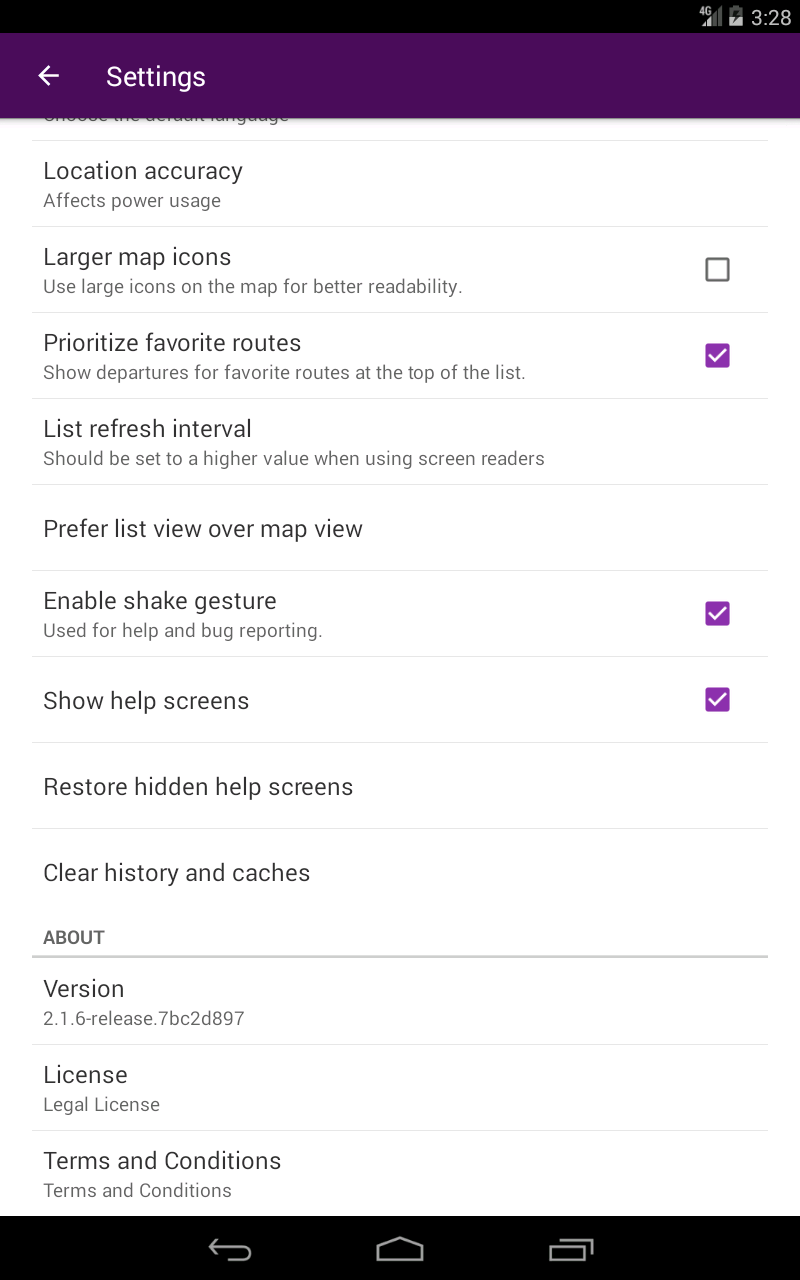 4G 3:28
Settings
Choose the default language
Location accuracy
Affects power usage
Larger map icons
Use large icons on the map for better readability.
Prioritize favorite routes
Show departures for favorite routes at the top of the list.
List refresh interval
Should be set to a higher value when using screen readers
Prefer list view over map view
Enable shake gesture
Used for help and bug reporting.
Show help screens
Restore hidden help screens
Clear history and caches
ABOUT
Version
2.1.6-release.7bc2d897
License
Legal License
Terms and Conditions
Terms and Conditions